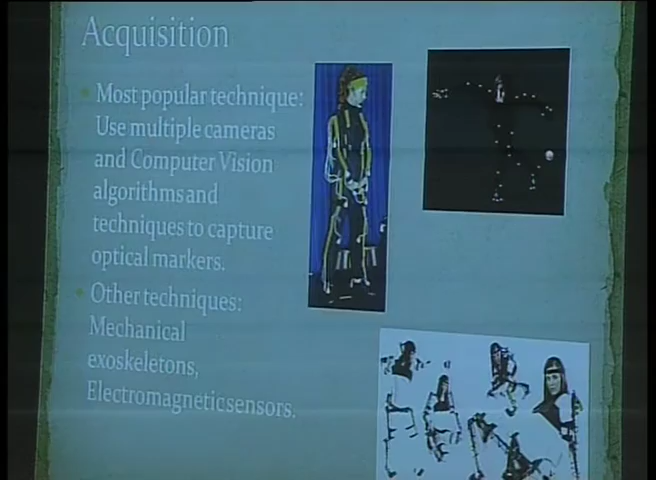 Acquisition
Most popular technique:
Use multiple cameras
and Computer Vision
algorithms and
techniques to capture
optical markers.
Other techniques:
Mechanical
exoskeletons,
Electromagnetic sensors.